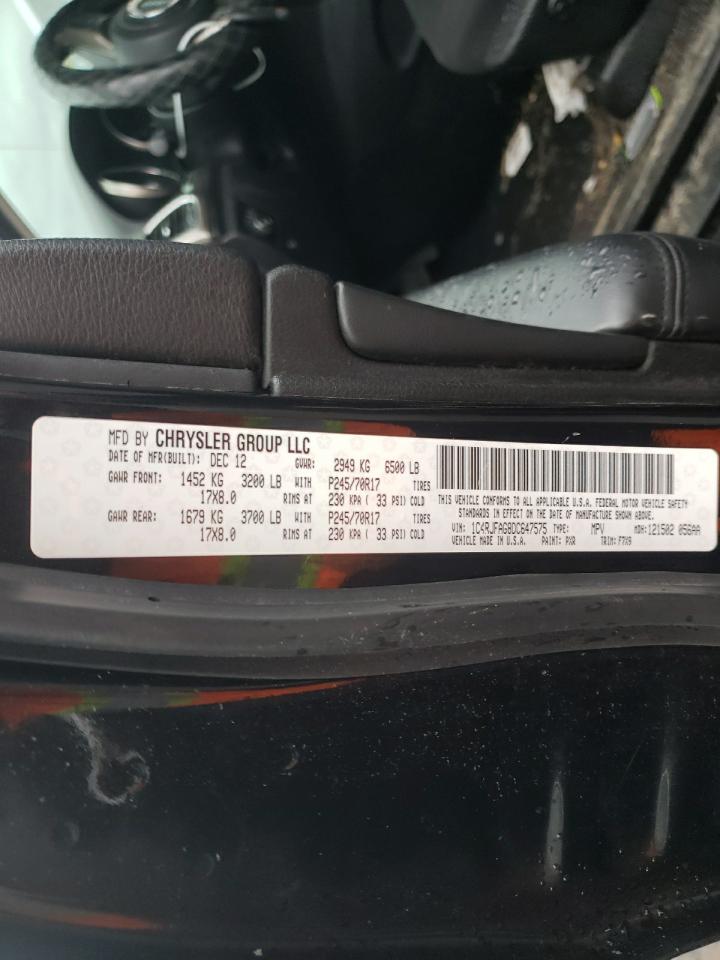 MFD BY CHRYSLER GROUP LLC
DATE OF MFR(BUILT): DEC 12 GVWR: 2949 KG 6500 LB
GAWR FRONT: 1452 KG 3200 LB WITH P245/70R17 TIRES
17X8.0 RIMS AT 230 KPA ( 33 PSI) COLD
GAWR REAR: 1679 KG 3700 LB WITH P245/70R17 TIRES
17X8.0 RIMS AT 230 KPA ( 33 PSI) COLD
THIS VEHICLE CONFORMS TO ALL APPLICABLE U.S.A. FEDERAL MOTOR VEHICLE SAFETY
STANDARDS IN EFFECT ON THE DATE OF MANUFACTURE SHOWN ABOVE.
VIN: 1C4RJFAG8DC647575 TYPE: MPV MDH:121502 056AA
VEHICLE MADE IN U.S.A. PAINT: PXR TRIM: F7X9